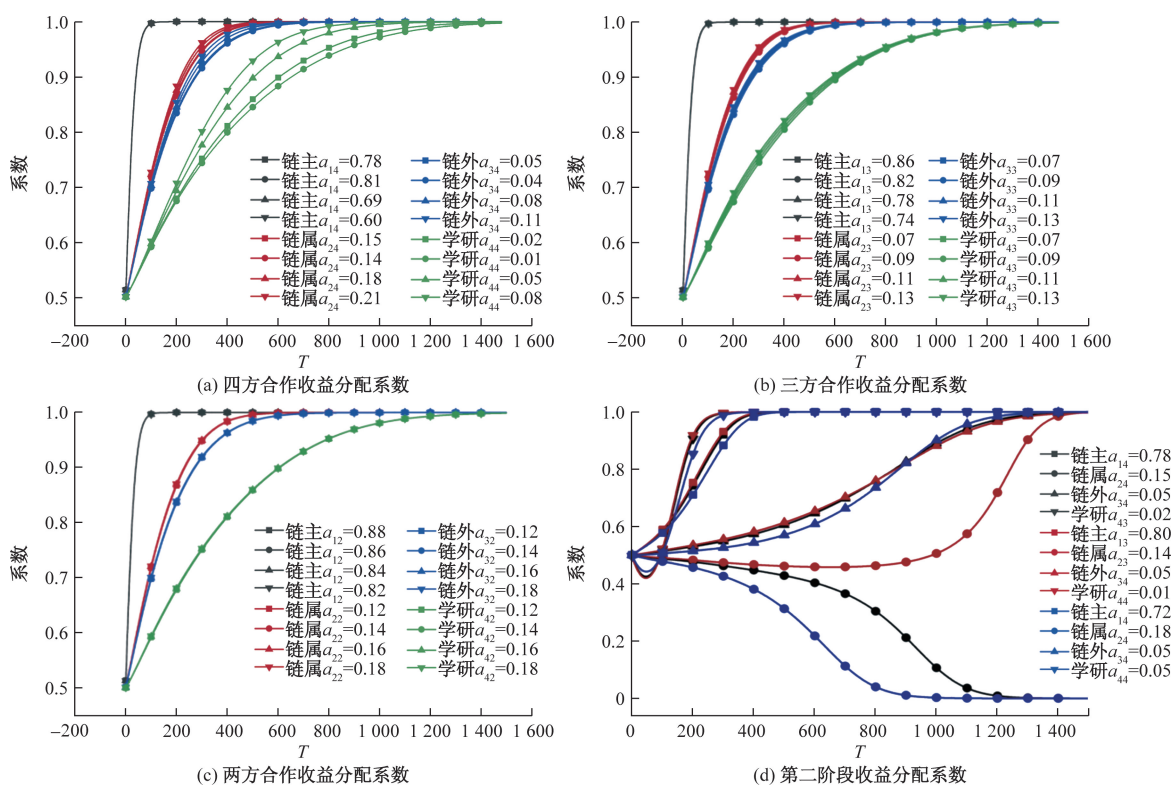 1.0
0.9
0.8
0.7
0.6
0.5
系数
链主a14=0.78
链主a14=0.81
链主a14=0.69
链主a14=0.60
链属a24=0.15
链属a24=0.14
链属a24=0.18
链属a24=0.21
链外a34=0.05
链外a34=0.04
链外a34=0.08
链外a34=0.11
学研a44=0.02
学研a44=0.01
学研a44=0.05
学研a44=0.08
−200 0 200 400 600 800 1 000 1 200 1 400 1 600
T
(a) 四方合作收益分配系数
1.0
0.9
0.8
0.7
0.6
0.5
系数
链主a13=0.86
链主a13=0.82
链主a13=0.78
链主a13=0.74
链属a23=0.07
链属a23=0.09
链属a23=0.11
链属a23=0.13
链外a33=0.07
链外a33=0.09
链外a33=0.11
链外a33=0.13
学研a43=0.07
学研a43=0.09
学研a43=0.11
学研a43=0.13
−200 0 200 400 600 800 1 000 1 200 1 400 1 600
T
(b) 三方合作收益分配系数
1.0
0.9
0.8
0.7
0.6
0.5
系数
链主a12=0.88
链主a12=0.86
链主a12=0.84
链主a12=0.82
链属a22=0.12
链属a22=0.14
链属a22=0.16
链属a22=0.18
链外a32=0.12
链外a32=0.14
链外a32=0.16
链外a32=0.18
学研a42=0.12
学研a42=0.14
学研a42=0.16
学研a42=0.18
−200 0 200 400 600 800 1 000 1 200 1 400 1 600
T
(c) 两方合作收益分配系数
1.0
0.8
0.6
0.4
0.2
0
系数
链主a14=0.78
链属a24=0.15
链外a34=0.05
学研a43=0.02
链主a13=0.80
链属a23=0.14
链外a34=0.05
学研a44=0.01
链主a14=0.72
链属a24=0.18
链外a34=0.05
学研a44=0.05
0 200 400 600 800 1 000 1 200 1 400
T
(d) 第二阶段收益分配系数